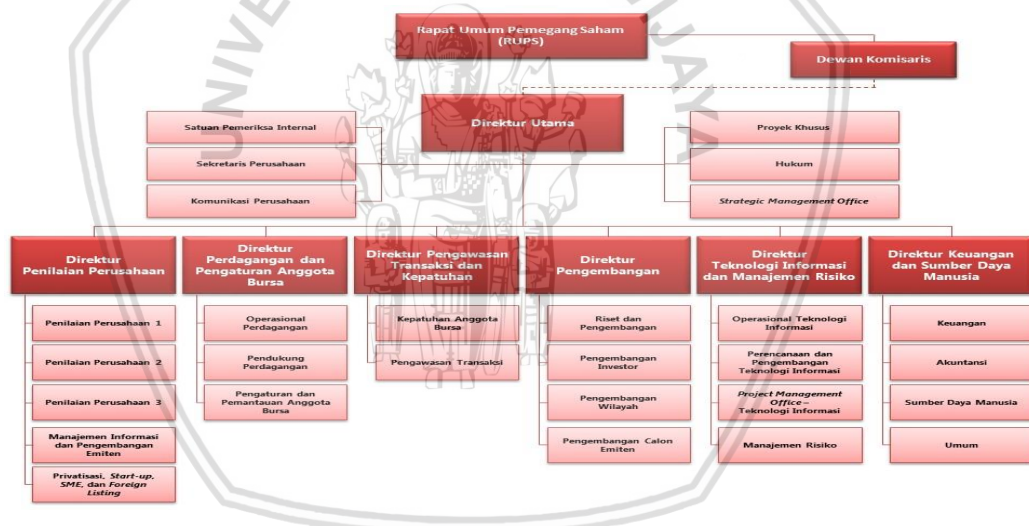 UNIVE
IJAYA
Rapat Umum Pemegang Saham
(RUPS)
Dewan Komisaris
Direktur Utama
Satuan Pemeriksa Internal
Sekretaris Perusahaan
Komunikasi Perusahaan
Proyek Khusus
Hukum
Strategic Management Office
Direktur
Penilaian Perusahaan
Penilaian Perusahaan 1
Penilaian Perusahaan 2
Penilaian Perusahaan 3
Manajemen Informasi
dan Pengembangan
Emiten
Privatisasi, Start-up,
SME, dan Foreign
Listing
Direktur
Perdagangan dan
Pengaturan Anggota
Bursa
Operasional
Perdagangan
Pendukung
Perdagangan
Pengaturan dan
Pemantauan Anggota
Bursa
Direktur Pengawasan
Transaksi dan
Kepatuhan
Kepatuhan Anggota
Bursa
Pengawasan Transaksi
Direktur
Pengembangan
Riset dan
Pengembangan
Pengembangan
Investor
Pengembangan
Wilayah
Pengembangan Calon
Emiten
Direktur
Teknologi Informasi
dan Manajemen Risiko
Operasional Teknologi
Informasi
Perencanaan dan
Pengembangan
Teknologi Informasi
Project Management
Office –
Teknologi Informasi
Manajemen Risiko
Direktur Keuangan
dan Sumber Daya
Manusia
Keuangan
Akuntansi
Sumber Daya Manusia
Umum